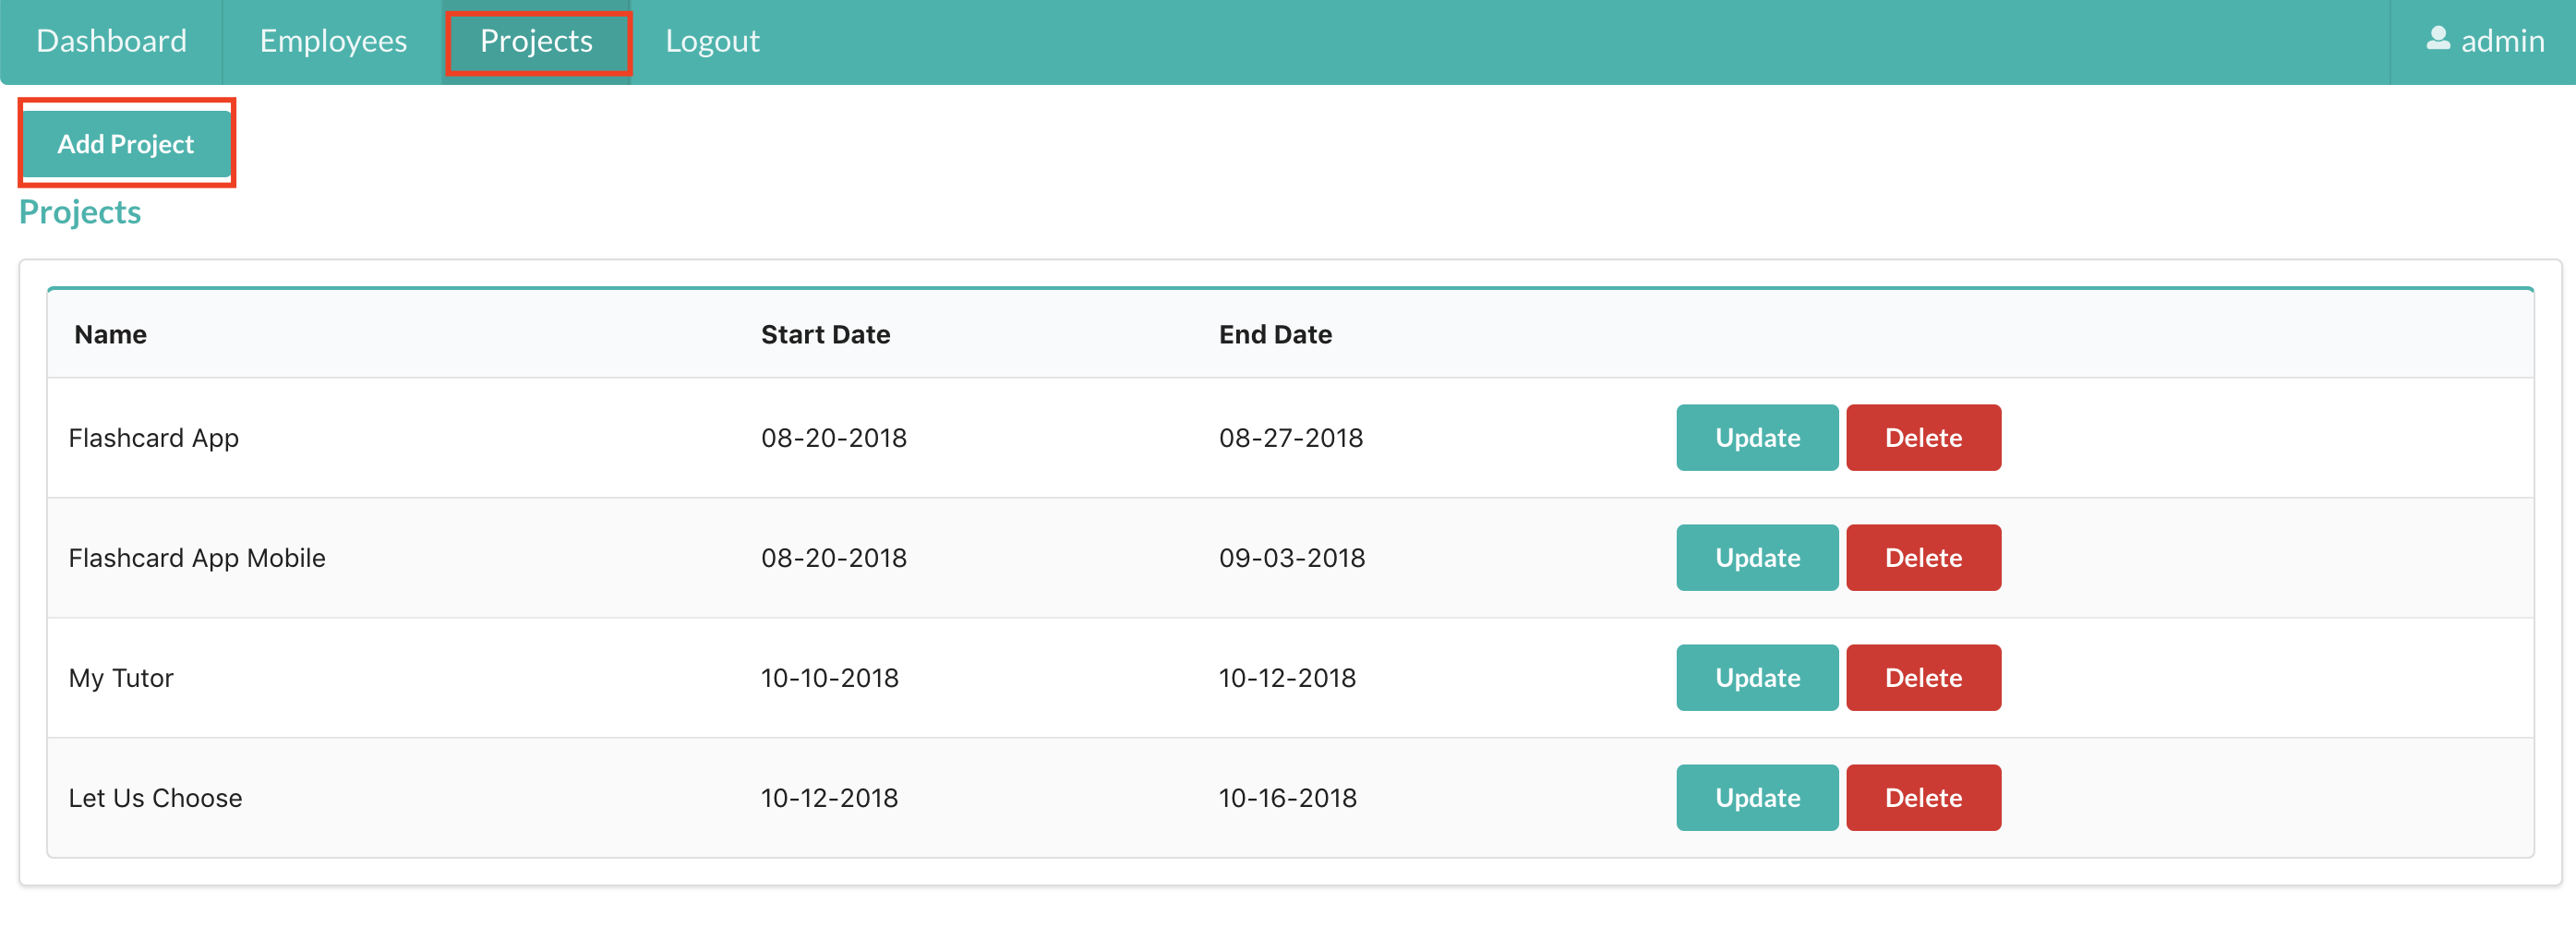 Dashboard Employees Projects Logout admin
Add Project
Projects
Name Start Date End Date
Flashcard App 08-20-2018 08-27-2018 Update Delete
Flashcard App Mobile 08-20-2018 09-03-2018 Update Delete
My Tutor 10-10-2018 10-12-2018 Update Delete
Let Us Choose 10-12-2018 10-16-2018 Update Delete